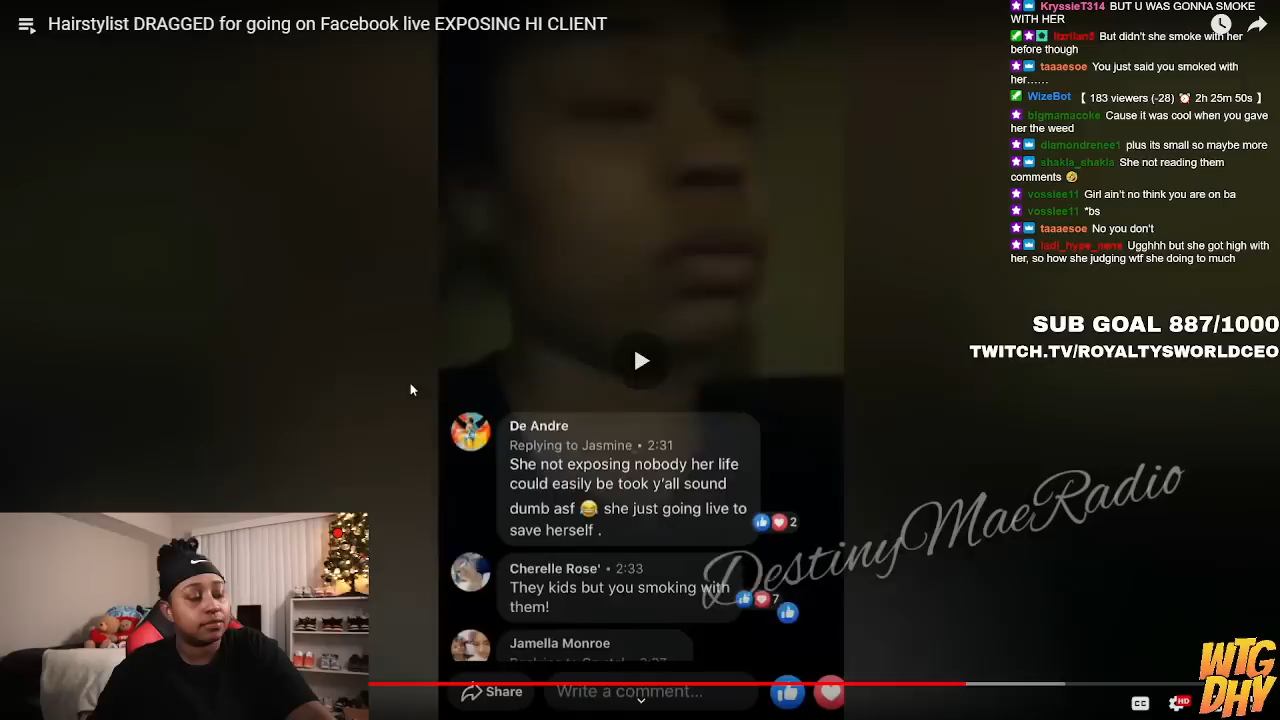 Hairstylist DRAGGED for going on Facebook live EXPOSING HI CLIENT
KryssieT314 BUT U WAS GONNA SMOKE
WITH HER
But didn't she smoke with her
before though
taaaesoe You just said you smoked with
her......
WizeBot 【 183 viewers (-28) ⏰ 2h 25m 50s 】
bigmamacoke Cause it was cool when you gave
her the weed
diamondrenee1 plus its small so maybe more
shakia_shakia She not reading them
comments 🤣
vosslee11 Girl ain't no think you are on ba
vosslee11 *bs
taaaesoe No you don't
Ugghhh but she got high with
her, so how she judging wtf she doing to much
SUB GOAL 887/1000
TWITCH.TV/ROYALTYSWORLDCEO
De Andre
Replying to Jasmine • 2:31
She not exposing nobody her life
could easily be took y'all sound
dumb asf 😂 she just going live to
save herself .
2
Cherelle Rose' • 2:33
They kids but you smoking with
them!
7
Jamella Monroe
DestinyMaeRadio
Share
Write a comment...
CC
HD
WTG
DHY